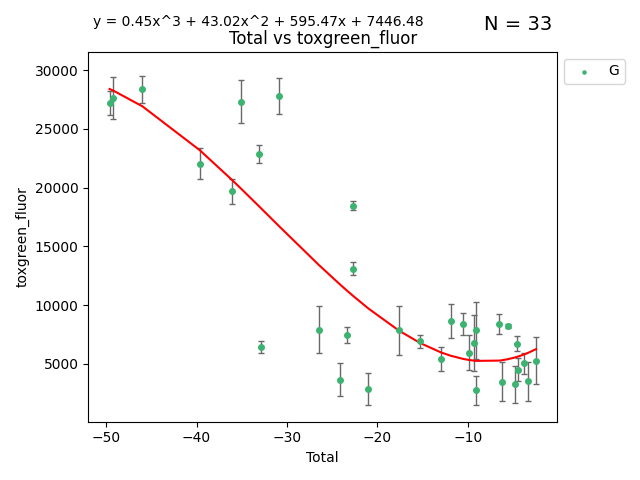 y = 0.45x^3 + 43.02x^2 + 595.47x + 7446.48
N = 33
Total vs toxgreen_fluor
G
30000
25000
20000
15000
10000
5000
toxgreen_fluor
−50 −40 −30 −20 −10
Total